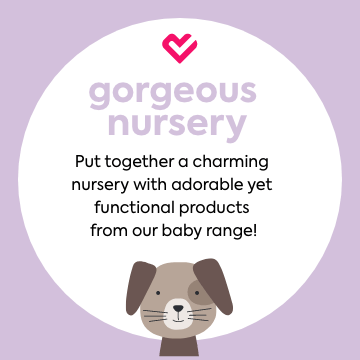 gorgeous
nursery
Put together a charming
nursery with adorable yet
functional products
from our baby range!